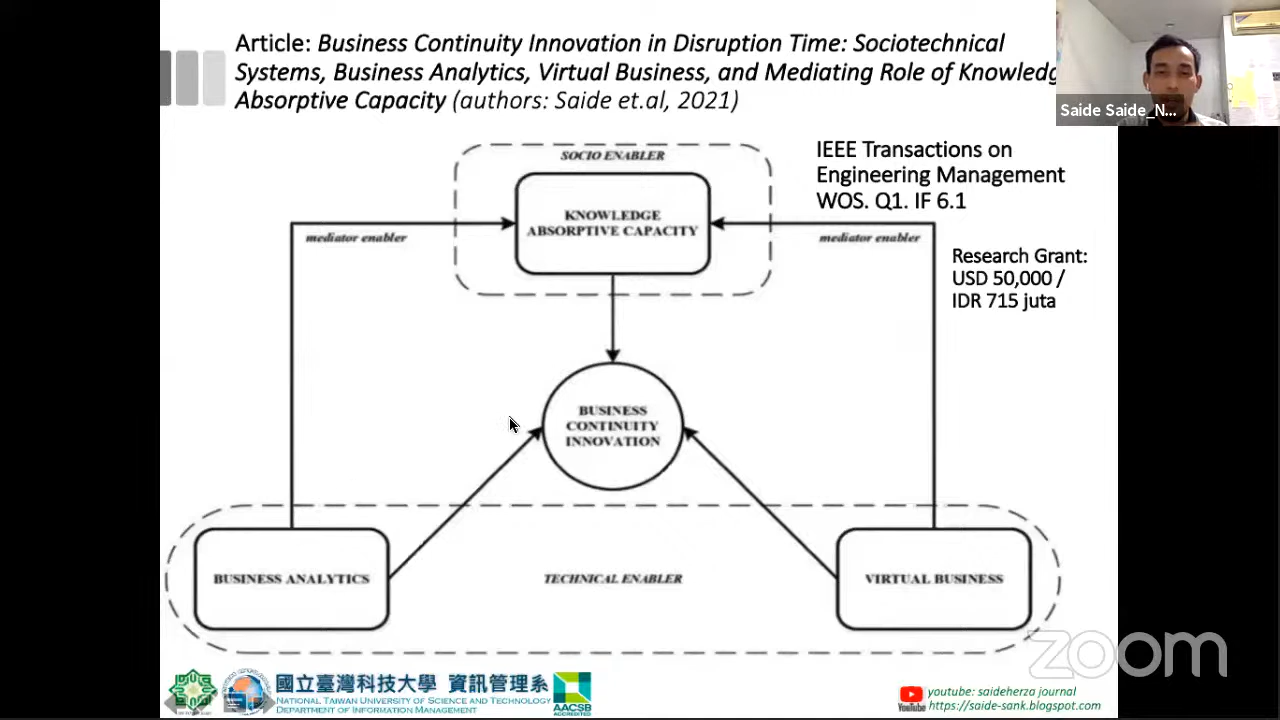 Article: Business Continuity Innovation in Disruption Time: Sociotechnical
Systems, Business Analytics, Virtual Business, and Mediating Role of Knowledg
Absorptive Capacity (authors: Saide et.al, 2021)
Saide Saide_N...
IEEE Transactions on
Engineering Management
WOS. Q1. IF 6.1
Research Grant:
USD 50,000 /
IDR 715 juta
SOCIO ENABLER
KNOWLEDGE
ABSORPTIVE CAPACITY
mediator enabler
mediator enabler
BUSINESS
CONTINUITY
INNOVATION
BUSINESS ANALYTICS
TECHNICAL ENABLER
VIRTUAL BUSINESS
zoom
國立臺灣科技大學 資訊管理系
NATIONAL TAIWAN UNIVERSITY OF SCIENCE AND TECHNOLOGY
DEPARTMENT OF INFORMATION MANAGEMENT
AACSB
ACCREDITED
YouTube
youtube: saideherza journal
https://saide-sank.blogspot.com